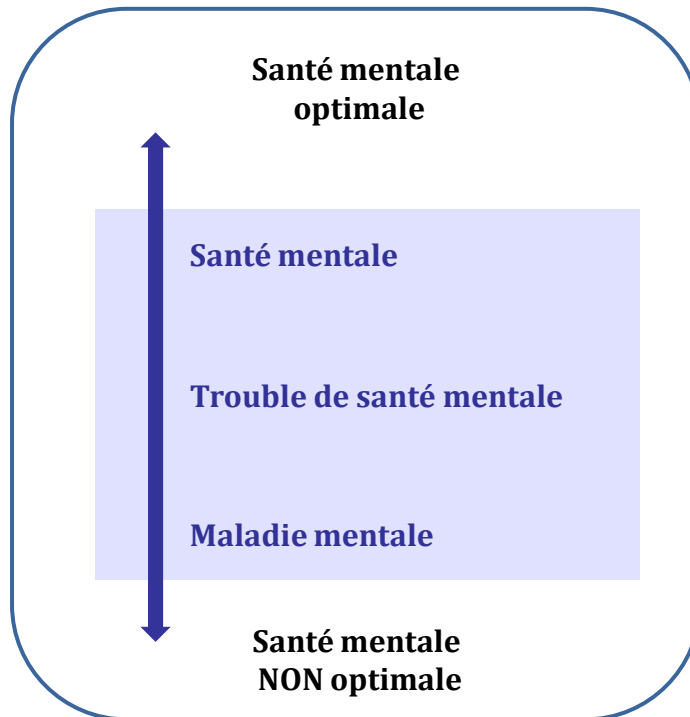 Santé mentale
optimale
Santé mentale
Trouble de santé mentale
Maladie mentale
Santé mentale
NON optimale